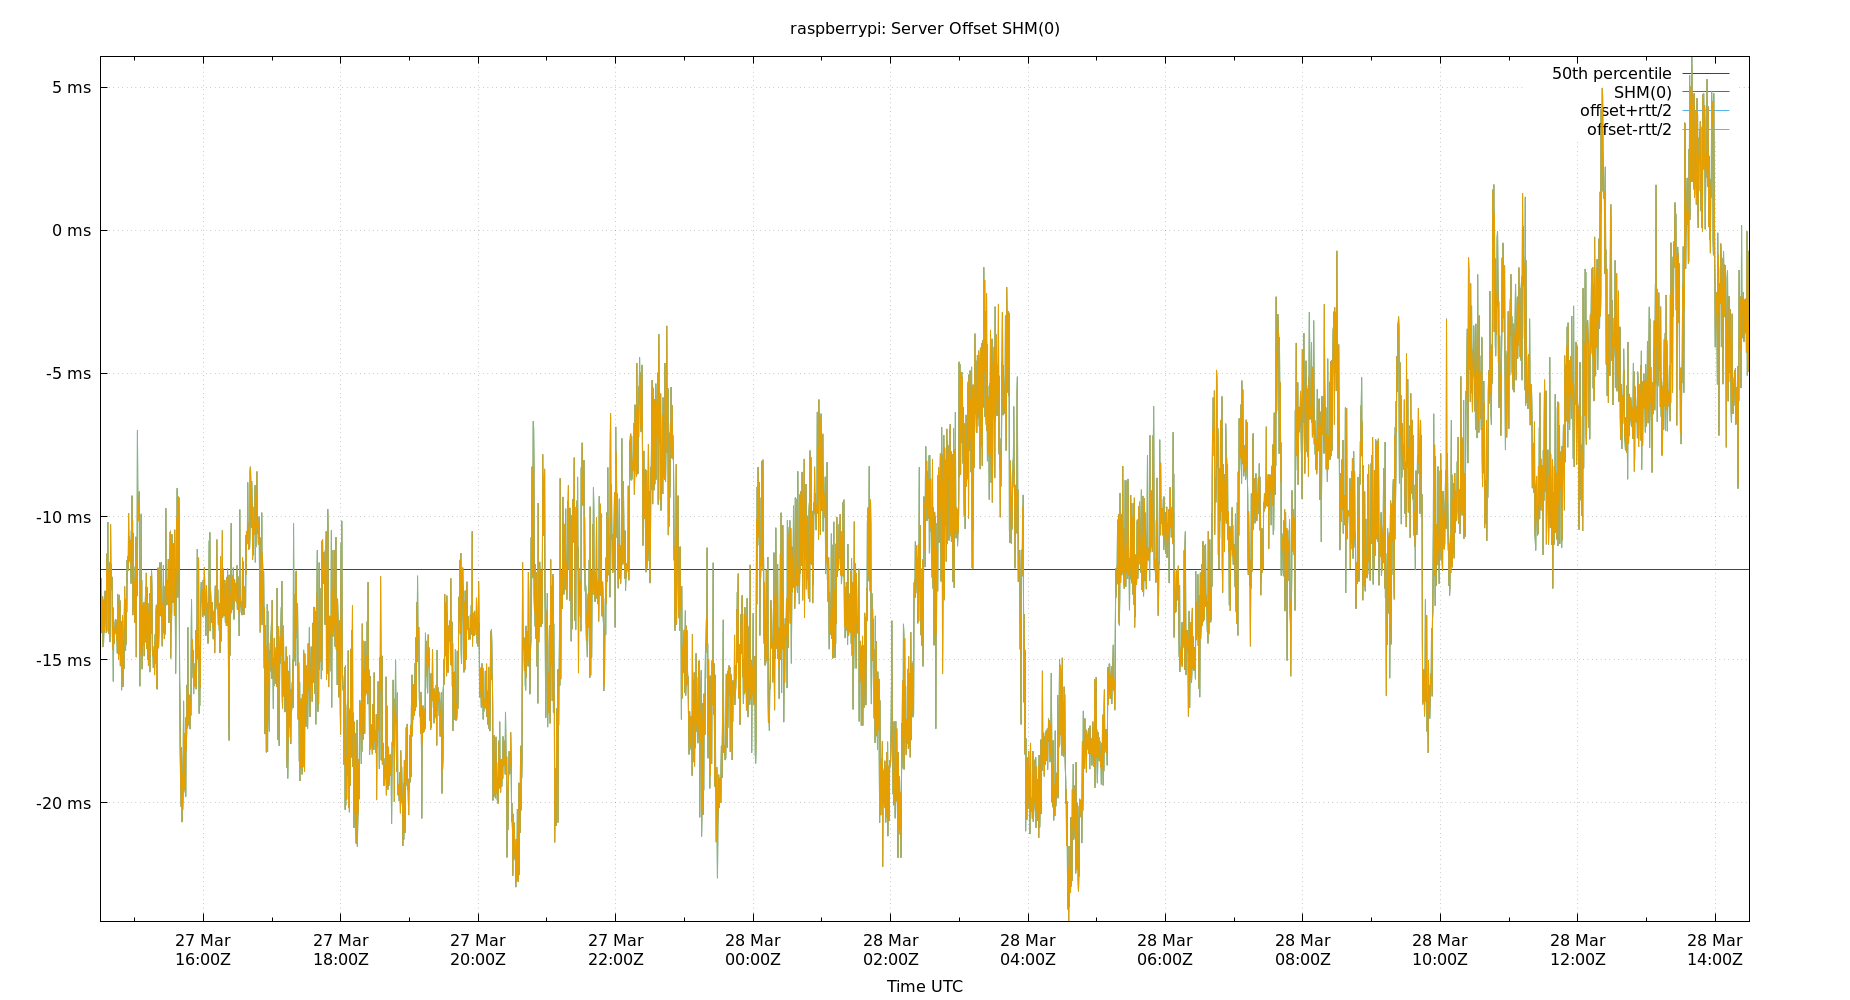 raspberrypi: Server Offset SHM(0)
50th percentile
SHM(0)
offset+rtt/2
offset-rtt/2
5 ms
0 ms
-5 ms
-10 ms
-15 ms
-20 ms
27 Mar 27 Mar 27 Mar 27 Mar 28 Mar 28 Mar 28 Mar 28 Mar 28 Mar 28 Mar 28 Mar 28 Mar
16:00Z 18:00Z 20:00Z 22:00Z 00:00Z 02:00Z 04:00Z 06:00Z 08:00Z 10:00Z 12:00Z 14:00Z
Time UTC